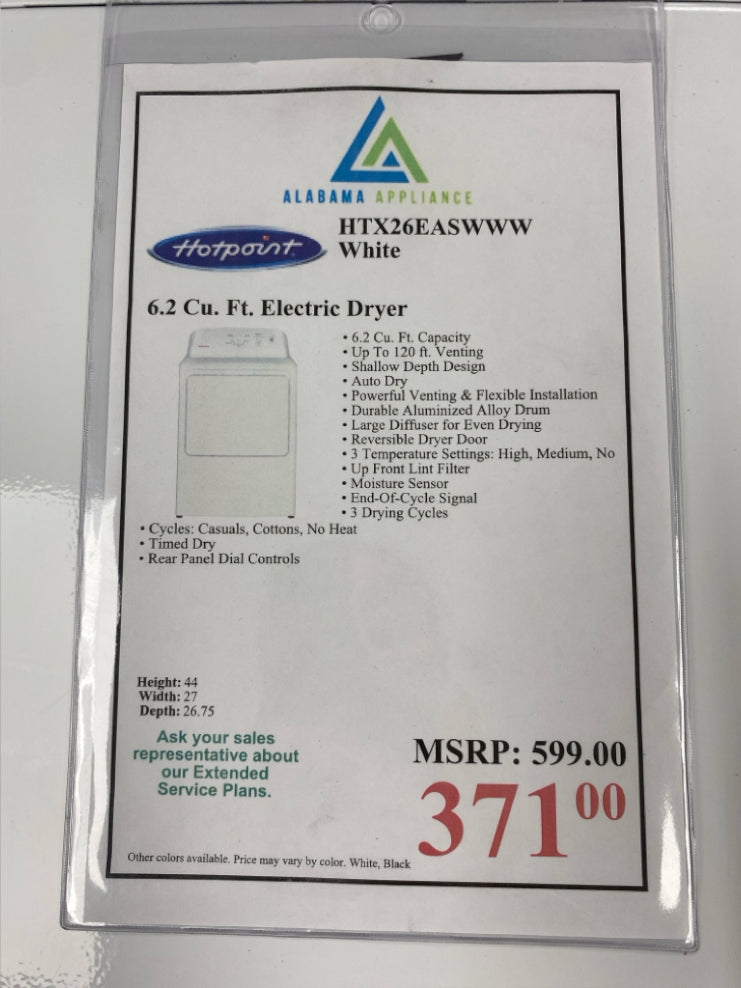 ALABAMA APPLIANCE
Hotpoint
HTX26EASWWW
White
6.2 Cu. Ft. Electric Dryer
• 6.2 Cu. Ft. Capacity
• Up To 120 ft. Venting
• Shallow Depth Design
• Auto Dry
• Powerful Venting & Flexible Installation
• Durable Aluminized Alloy Drum
• Large Diffuser for Even Drying
• Reversible Dryer Door
• 3 Temperature Settings: High, Medium, No
• Up Front Lint Filter
• Moisture Sensor
• End-Of-Cycle Signal
• 3 Drying Cycles
• Cycles: Casuals, Cottons, No Heat
• Timed Dry
• Rear Panel Dial Controls
Height: 44
Width: 27
Depth: 26.75
Ask your sales
representative about
our Extended
Service Plans.
MSRP: 599.00
371 00
Other colors available. Price may vary by color. White, Black